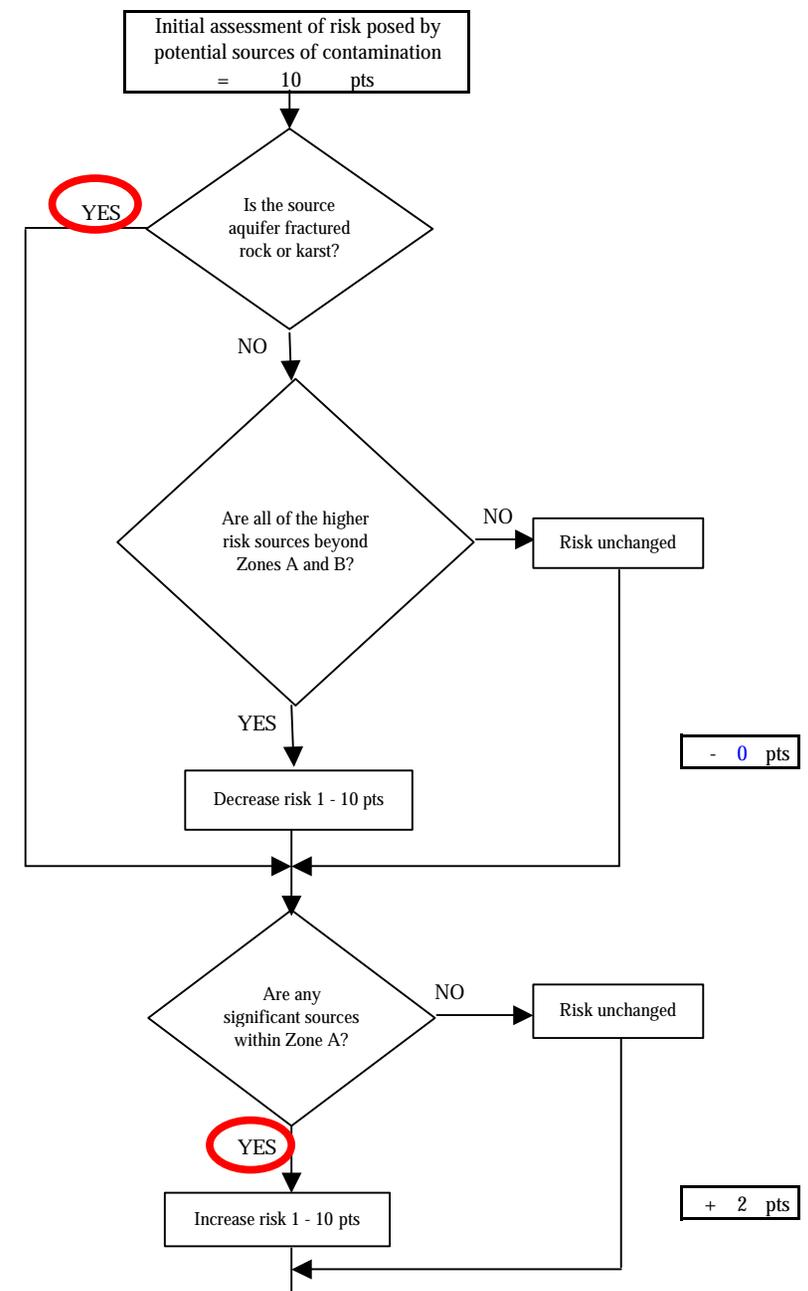 Initial assessment of risk posed by
potential sources of contamination
= 10 pts
YES
Is the source
aquifer fractured
rock or karst?
NO
Are all of the higher
risk sources beyond
Zones A and B?
NO
Risk unchanged
YES
- 0 pts
Decrease risk 1 - 10 pts
Are any
significant sources
within Zone A?
NO
Risk unchanged
YES
+ 2 pts
Increase risk 1 - 10 pts